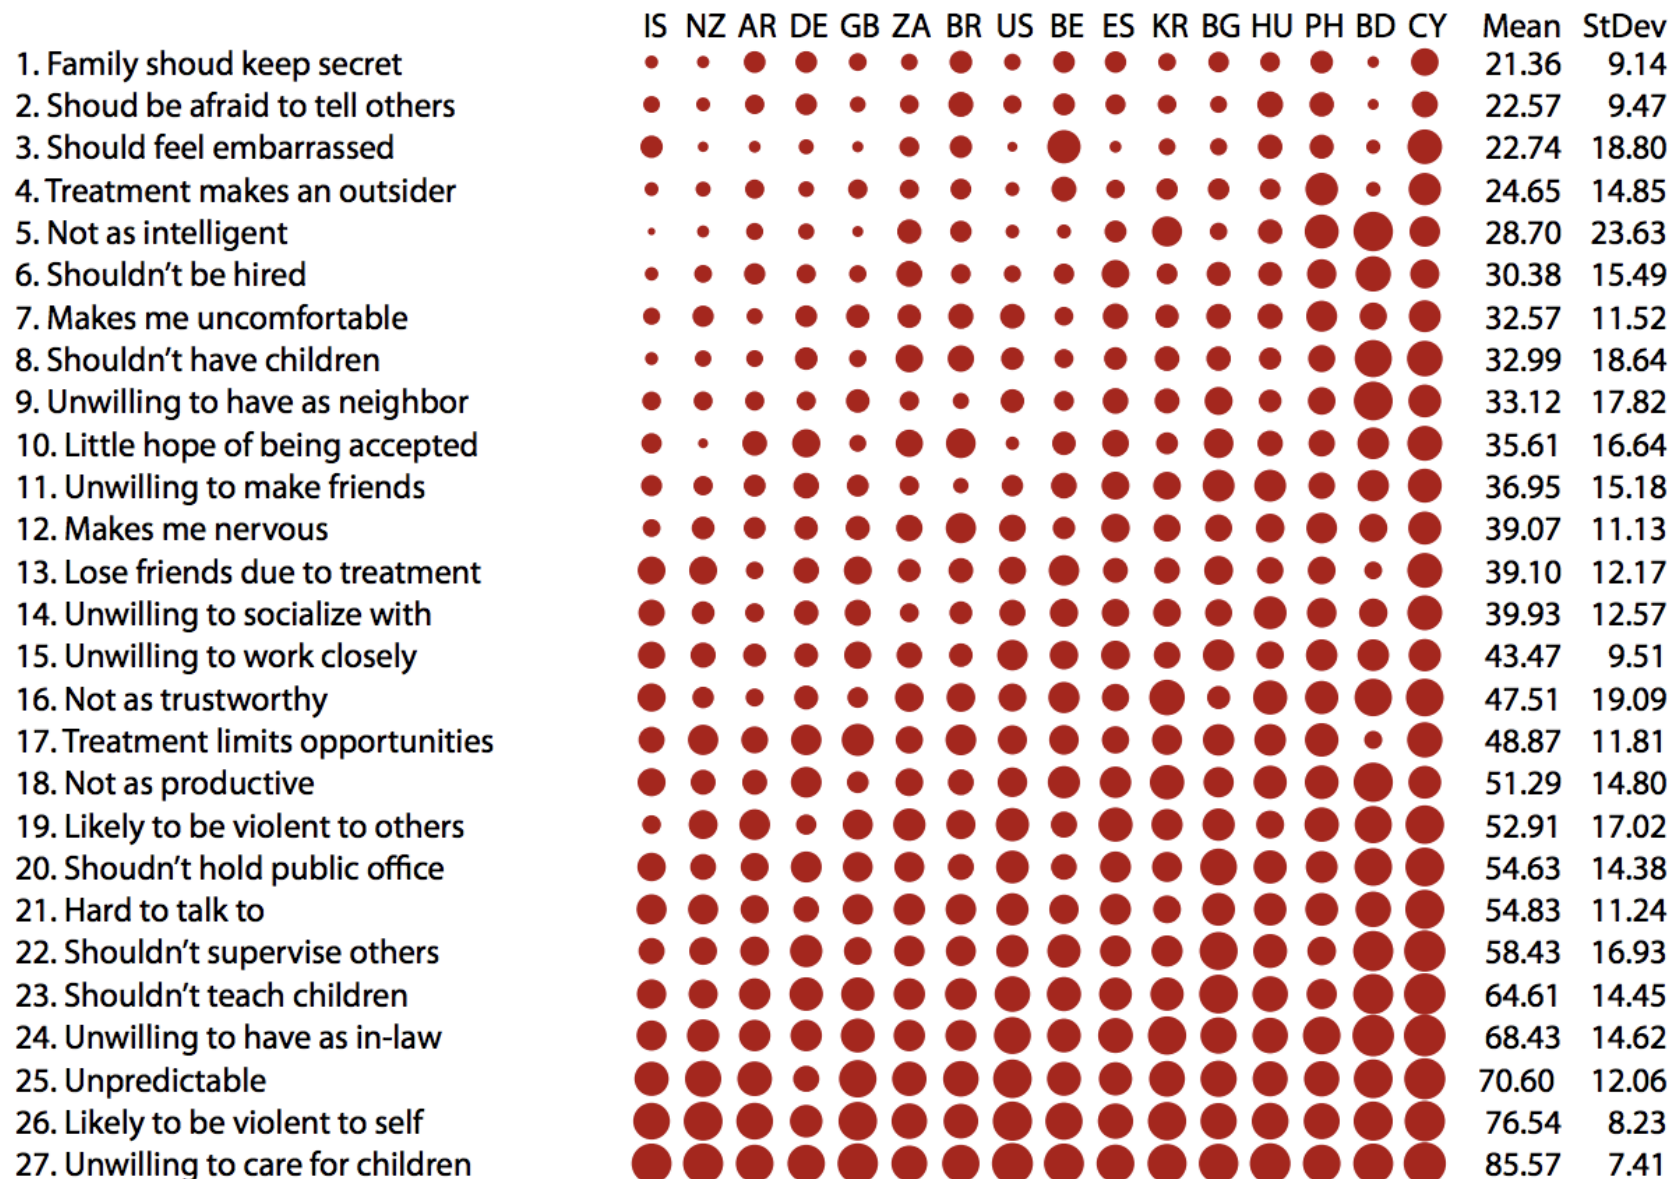 IS NZ AR DE GB ZA BR US BE ES KR BG HU PH BD CY Mean StDev
1. Family shoud keep secret 21.36 9.14
2. Shoud be afraid to tell others 22.57 9.47
3. Should feel embarrassed 22.74 18.80
4. Treatment makes an outsider 24.65 14.85
5. Not as intelligent 28.70 23.63
6. Shouldn't be hired 30.38 15.49
7. Makes me uncomfortable 32.57 11.52
8. Shouldn't have children 32.99 18.64
9. Unwilling to have as neighbor 33.12 17.82
10. Little hope of being accepted 35.61 16.64
11. Unwilling to make friends 36.95 15.18
12. Makes me nervous 39.07 11.13
13. Lose friends due to treatment 39.10 12.17
14. Unwilling to socialize with 39.93 12.57
15. Unwilling to work closely 43.47 9.51
16. Not as trustworthy 47.51 19.09
17. Treatment limits opportunities 48.87 11.81
18. Not as productive 51.29 14.80
19. Likely to be violent to others 52.91 17.02
20. Shoudn't hold public office 54.63 14.38
21. Hard to talk to 54.83 11.24
22. Shouldn't supervise others 58.43 16.93
23. Shouldn't teach children 64.61 14.45
24. Unwilling to have as in-law 68.43 14.62
25. Unpredictable 70.60 12.06
26. Likely to be violent to self 76.54 8.23
27. Unwilling to care for children 85.57 7.41